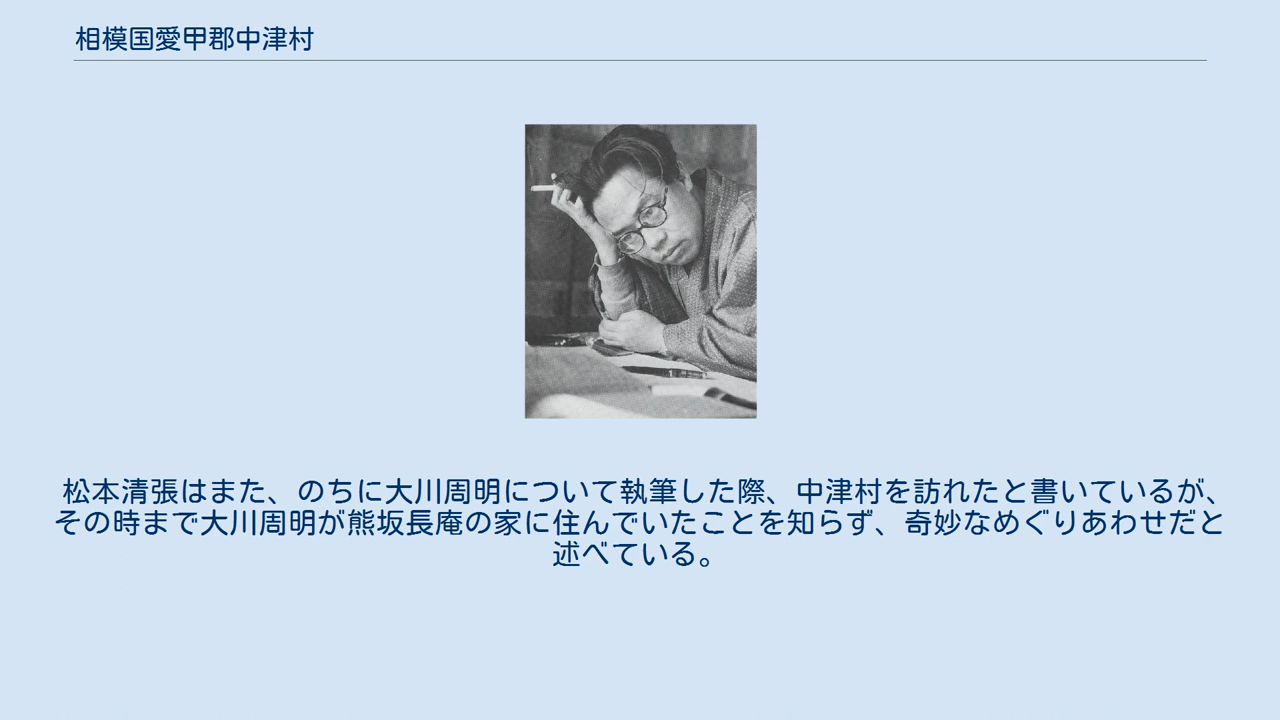 相模国愛甲郡中津村
松本清張はまた、のちに大川周明について執筆した際、中津村を訪れたと書いているが、
その時まで大川周明が熊坂長庵の家に住んでいたことを知らず、奇妙なめぐりあわせだと
述べている。